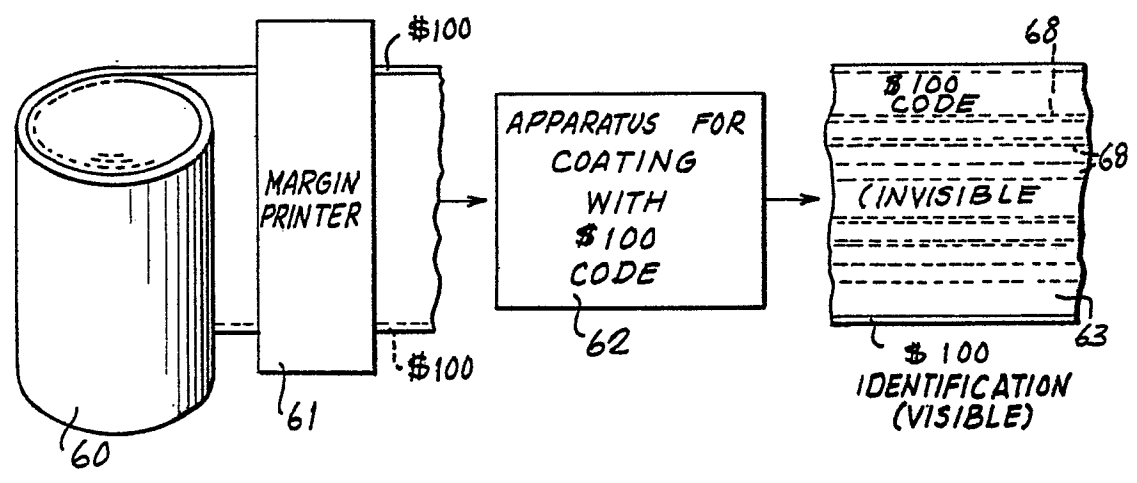 $100
MARGIN
PRINTER
$100
61
60
APPARATUS FOR
COATING
WITH
$100
CODE
62
68
$100
CODE
68
(INVISIBLE
63
$100
IDENTIFICATION
(VISIBLE)